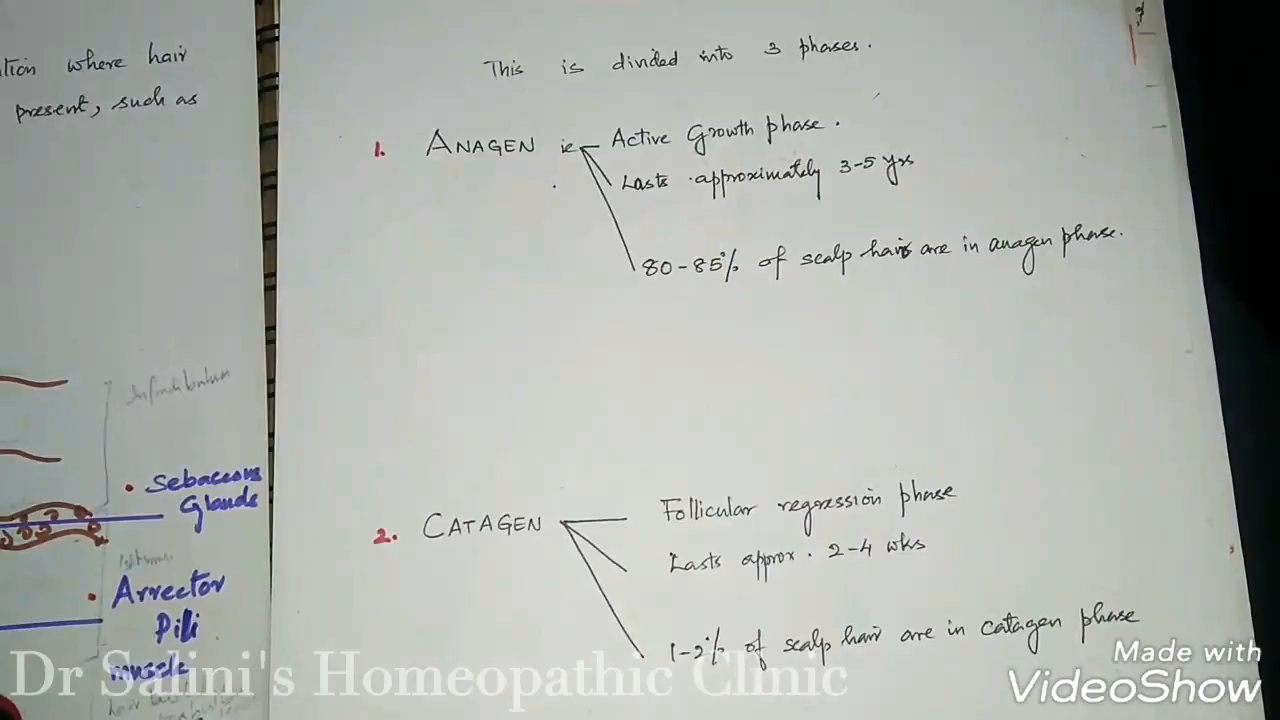 where hair
present, such as
Infundibulum
• Sebaceous
Glands
• Arrector
Pili
muscle
This is divided into 3 phases.
1. ANAGEN ie Active Growth phase.
Lasts approximately 3-5 yrs
80-85% of scalp hair are in anagen phase.
2. CATAGEN Follicular regression phase
Lasts approx. 2-4 wks
1-2% of scalp hair are in catagen phase
Dr Salini's Homeopathic Clinic
Made with
VideoShow